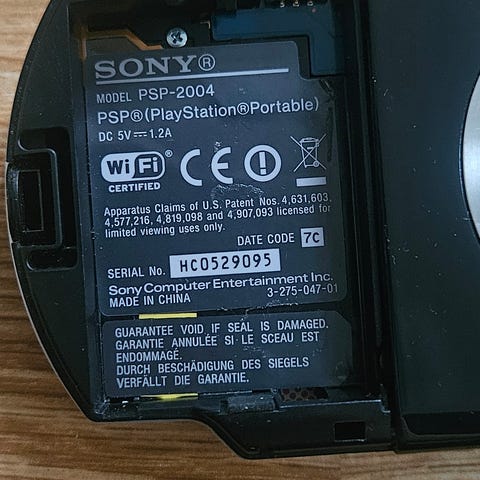 SONY®
MODEL PSP-2004
PSP®(PlayStation®Portable)
DC 5V⎓1.2A
Wi Fi®
CERTIFIED
CE
Apparatus Claims of U.S. Patent Nos. 4,631,603,
4,577,216, 4,819,098 and 4,907,093 licensed for
limited viewing uses only.
DATE CODE 7C
SERIAL No. HC0529095
Sony Computer Entertainment Inc.
MADE IN CHINA 3-275-047-01
GUARANTEE VOID IF SEAL IS DAMAGED.
GARANTIE ANNULÉE SI LE SCEAU EST
ENDOMMAGÉ.
DURCH BESCHÄDIGUNG DES SIEGELS
VERFÄLLT DIE GARANTIE.